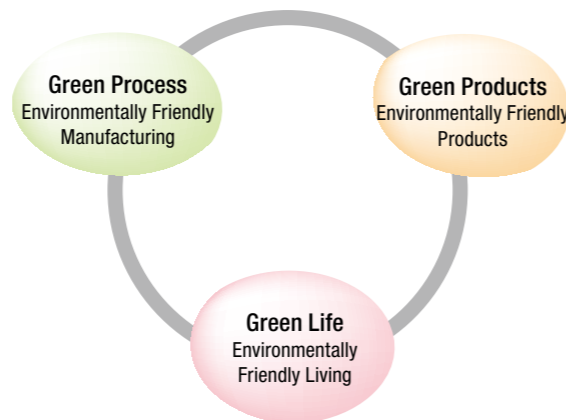 Green Process
Environmentally Friendly
Manufacturing
Green Products
Environmentally Friendly
Products
Green Life
Environmentally
Friendly Living